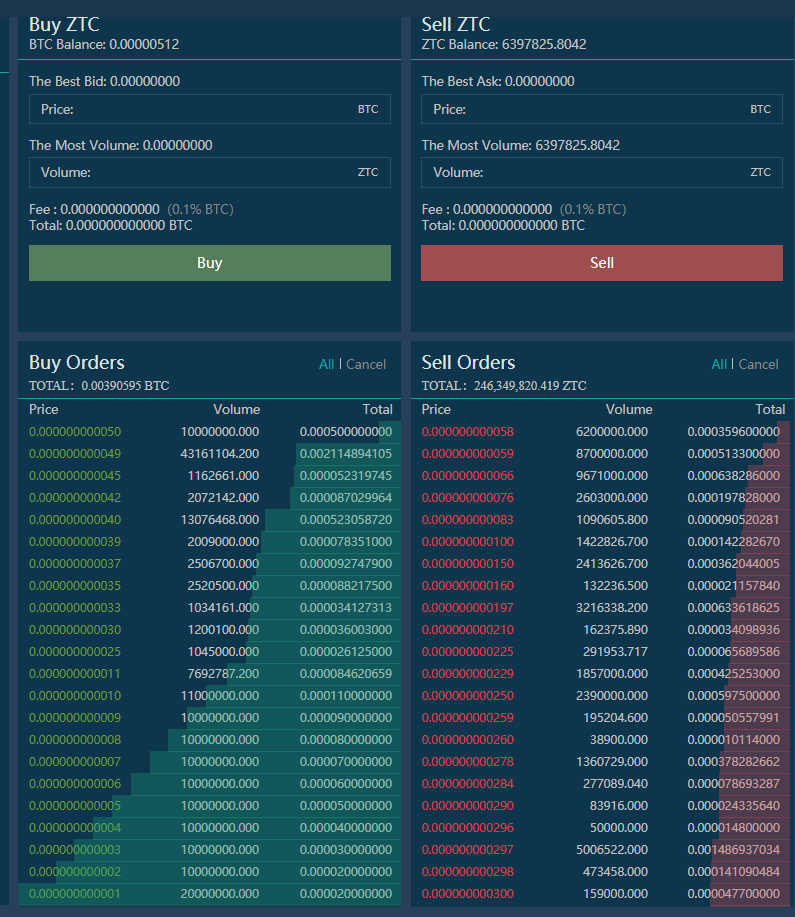 Buy ZTC
BTC Balance: 0.00000512
The Best Bid: 0.00000000
Price: BTC
The Most Volume: 0.00000000
Volume: ZTC
Fee : 0.000000000000 (0.1% BTC)
Total: 0.000000000000 BTC
Buy
Sell ZTC
ZTC Balance: 6397825.8042
The Best Ask: 0.00000000
Price: BTC
The Most Volume: 6397825.8042
Volume: ZTC
Fee : 0.000000000000 (0.1% BTC)
Total: 0.000000000000 BTC
Sell
Buy Orders All | Cancel
TOTAL: 0.00390595 BTC
Price Volume Total
0.000000000050 10000000.000 0.000500000000
0.000000000049 43161104.200 0.002114894105
0.000000000045 1162661.000 0.000052319745
0.000000000042 2072142.000 0.000087029964
0.000000000040 13076468.000 0.000523058720
0.000000000039 2009000.000 0.000078351000
0.000000000037 2506700.000 0.000092747900
0.000000000035 2520500.000 0.000088217500
0.000000000033 1034161.000 0.000034127313
0.000000000030 1200100.000 0.000036003000
0.000000000025 1045000.000 0.000026125000
0.000000000011 7692787.200 0.000084620659
0.000000000010 11000000.000 0.000110000000
0.000000000009 10000000.000 0.000090000000
0.000000000008 10000000.000 0.000080000000
0.000000000007 10000000.000 0.000070000000
0.000000000006 10000000.000 0.000060000000
0.000000000005 10000000.000 0.000050000000
0.000000000004 10000000.000 0.000040000000
0.000000000003 10000000.000 0.000030000000
0.000000000002 10000000.000 0.000020000000
0.000000000001 20000000.000 0.000020000000
Sell Orders All | Cancel
TOTAL: 246,349,820.419 ZTC
Price Volume Total
0.000000000058 6200000.000 0.000359600000
0.000000000059 8700000.000 0.000513300000
0.000000000066 9671000.000 0.000638286000
0.000000000076 2603000.000 0.000197828000
0.000000000083 1090605.800 0.000090520281
0.000000000100 1422826.700 0.000142282670
0.000000000150 2413626.700 0.000362044005
0.000000000160 132236.500 0.000021157840
0.000000000197 3216338.200 0.000633618625
0.000000000210 162375.890 0.000034098936
0.000000000225 291953.717 0.000065689586
0.000000000229 1857000.000 0.000425253000
0.000000000250 2390000.000 0.000597500000
0.000000000259 195204.600 0.000050557991
0.000000000260 38900.000 0.000010114000
0.000000000278 1360729.000 0.000378282662
0.000000000284 277089.040 0.000078693287
0.000000000290 83916.000 0.000024335640
0.000000000296 50000.000 0.000014800000
0.000000000297 5006522.000 0.001486937034
0.000000000298 473458.000 0.000141090484
0.000000000300 159000.000 0.000047700000